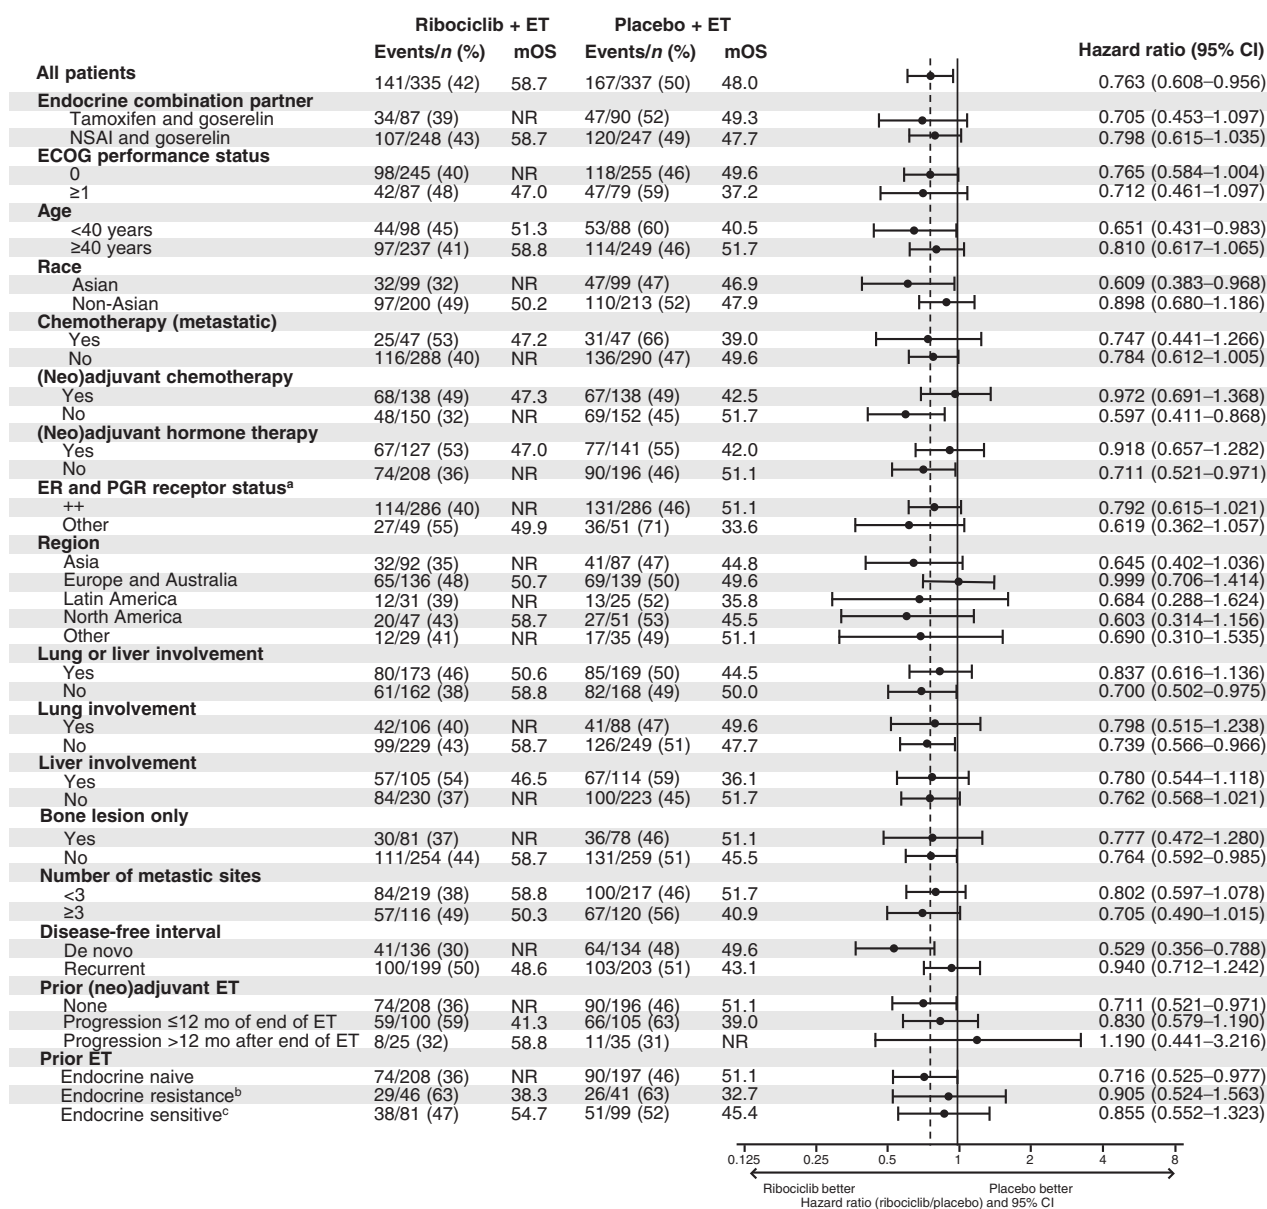 Ribociclib + ET Placebo + ET
Events/n (%) mOS Events/n (%) mOS Hazard ratio (95% CI)
All patients 141/335 (42) 58.7 167/337 (50) 48.0 0.763 (0.608–0.956)
Endocrine combination partner
Tamoxifen and goserelin 34/87 (39) NR 47/90 (52) 49.3 0.705 (0.453–1.097)
NSAI and goserelin 107/248 (43) 58.7 120/247 (49) 47.7 0.798 (0.615–1.035)
ECOG performance status
0 98/245 (40) NR 118/255 (46) 49.6 0.765 (0.584–1.004)
≥1 42/87 (48) 47.0 47/79 (59) 37.2 0.712 (0.461–1.097)
Age
<40 years 44/98 (45) 51.3 53/88 (60) 40.5 0.651 (0.431–0.983)
≥40 years 97/237 (41) 58.8 114/249 (46) 51.7 0.810 (0.617–1.065)
Race
Asian 32/99 (32) NR 47/99 (47) 46.9 0.609 (0.383–0.968)
Non-Asian 97/200 (49) 50.2 110/213 (52) 47.9 0.898 (0.680–1.186)
Chemotherapy (metastatic)
Yes 25/47 (53) 47.2 31/47 (66) 39.0 0.747 (0.441–1.266)
No 116/288 (40) NR 136/290 (47) 49.6 0.784 (0.612–1.005)
(Neo)adjuvant chemotherapy
Yes 68/138 (49) 47.3 67/138 (49) 42.5 0.972 (0.691–1.368)
No 48/150 (32) NR 69/152 (45) 51.7 0.597 (0.411–0.868)
(Neo)adjuvant hormone therapy
Yes 67/127 (53) 47.0 77/141 (55) 42.0 0.918 (0.657–1.282)
No 74/208 (36) NR 90/196 (46) 51.1 0.711 (0.521–0.971)
ER and PGR receptor statusᵃ
++ 114/286 (40) NR 131/286 (46) 51.1 0.792 (0.615–1.021)
Other 27/49 (55) 49.9 36/51 (71) 33.6 0.619 (0.362–1.057)
Region
Asia 32/92 (35) NR 41/87 (47) 44.8 0.645 (0.402–1.036)
Europe and Australia 65/136 (48) 50.7 69/139 (50) 49.6 0.999 (0.706–1.414)
Latin America 12/31 (39) NR 13/25 (52) 35.8 0.684 (0.288–1.624)
North America 20/47 (43) 58.7 27/51 (53) 45.5 0.603 (0.314–1.156)
Other 12/29 (41) NR 17/35 (49) 51.1 0.690 (0.310–1.535)
Lung or liver involvement
Yes 80/173 (46) 50.6 85/169 (50) 44.5 0.837 (0.616–1.136)
No 61/162 (38) 58.8 82/168 (49) 50.0 0.700 (0.502–0.975)
Lung involvement
Yes 42/106 (40) NR 41/88 (47) 49.6 0.798 (0.515–1.238)
No 99/229 (43) 58.7 126/249 (51) 47.7 0.739 (0.566–0.966)
Liver involvement
Yes 57/105 (54) 46.5 67/114 (59) 36.1 0.780 (0.544–1.118)
No 84/230 (37) NR 100/223 (45) 51.7 0.762 (0.568–1.021)
Bone lesion only
Yes 30/81 (37) NR 36/78 (46) 51.1 0.777 (0.472–1.280)
No 111/254 (44) 58.7 131/259 (51) 45.5 0.764 (0.592–0.985)
Number of metastic sites
<3 84/219 (38) 58.8 100/217 (46) 51.7 0.802 (0.597–1.078)
≥3 57/116 (49) 50.3 67/120 (56) 40.9 0.705 (0.490–1.015)
Disease-free interval
De novo 41/136 (30) NR 64/134 (48) 49.6 0.529 (0.356–0.788)
Recurrent 100/199 (50) 48.6 103/203 (51) 43.1 0.940 (0.712–1.242)
Prior (neo)adjuvant ET
None 74/208 (36) NR 90/196 (46) 51.1 0.711 (0.521–0.971)
Progression ≤12 mo of end of ET 59/100 (59) 41.3 66/105 (63) 39.0 0.830 (0.579–1.190)
Progression >12 mo after end of ET 8/25 (32) 58.8 11/35 (31) NR 1.190 (0.441–3.216)
Prior ET
Endocrine naive 74/208 (36) NR 90/197 (46) 51.1 0.716 (0.525–0.977)
Endocrine resistanceᵇ 29/46 (63) 38.3 26/41 (63) 32.7 0.905 (0.524–1.563)
Endocrine sensitiveᶜ 38/81 (47) 54.7 51/99 (52) 45.4 0.855 (0.552–1.323)
0.125 0.25 0.5 1 2 4 8
Ribociclib better Placebo better
Hazard ratio (ribociclib/placebo) and 95% CI